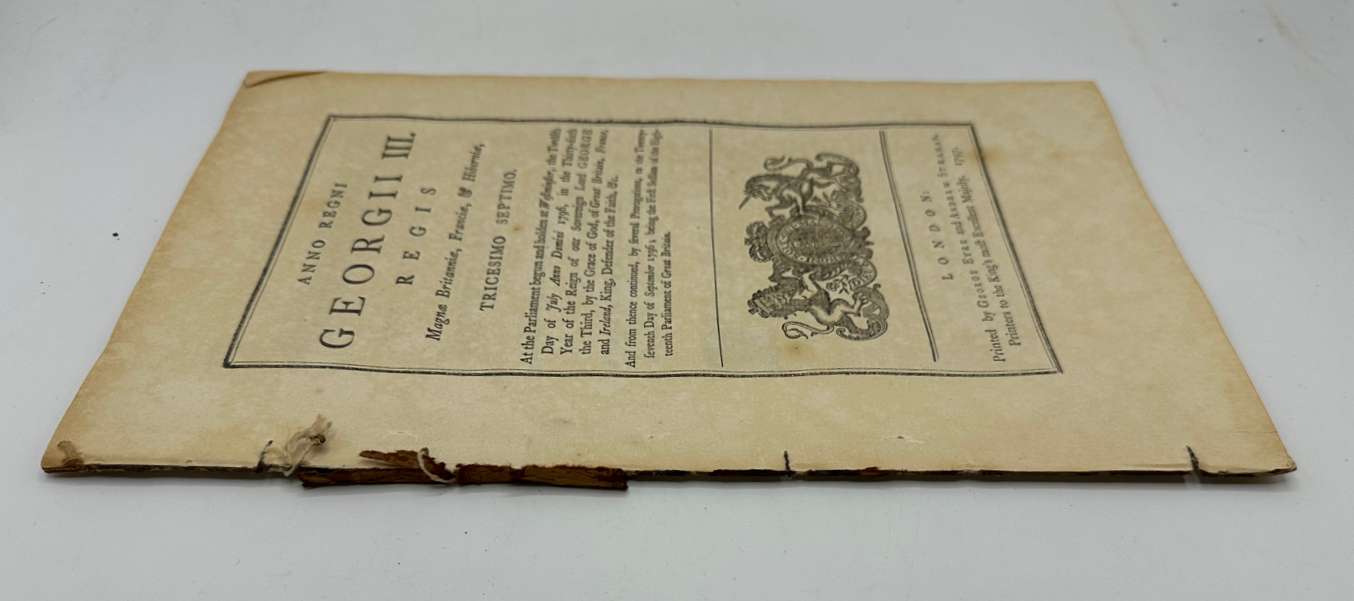 ANNO REGNI
GEORGII III.
REGIS
Magnæ Britanniæ, Franciæ, & Hiberniæ,
TRICESIMO SEPTIMO.
At the Parliament begun and holden at Weſtminſter, the Twelfth
Day of July Anno Domini 1796, in the Thirty-ſixth
Year of the Reign of our Sovereign Lord GEORGE
the Third, by the Grace of God, of Great Britain, France,
and Ireland, King, Defender of the Faith, &c.
And from thence continued, by ſeveral Prorogations, to the Twenty-
ſeventh Day of September 1796; being the Firſt Seſſion of the Eigh-
teenth Parliament of Great Britain.
LONDON:
Printed by GEORGE EYRE and ANDREW STRAHAN,
Printers to the King's moſt Excellent Majeſty. 1797.